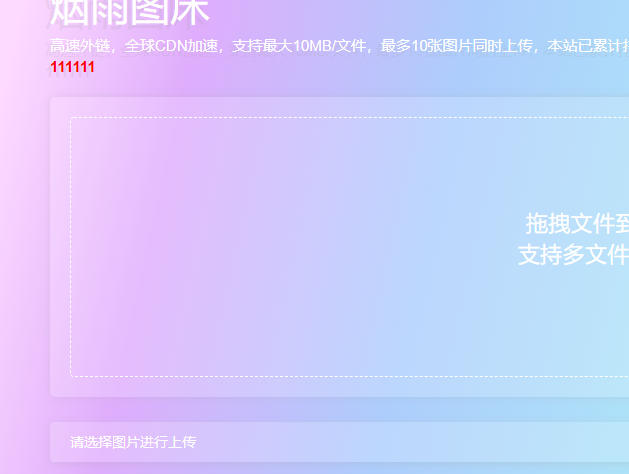 烟雨图床
高速外链，全球CDN加速，支持最大10MB/文件，最多10张图片同时上传，本站已累计
111111
拖拽文件到
支持多文件
请选择图片进行上传